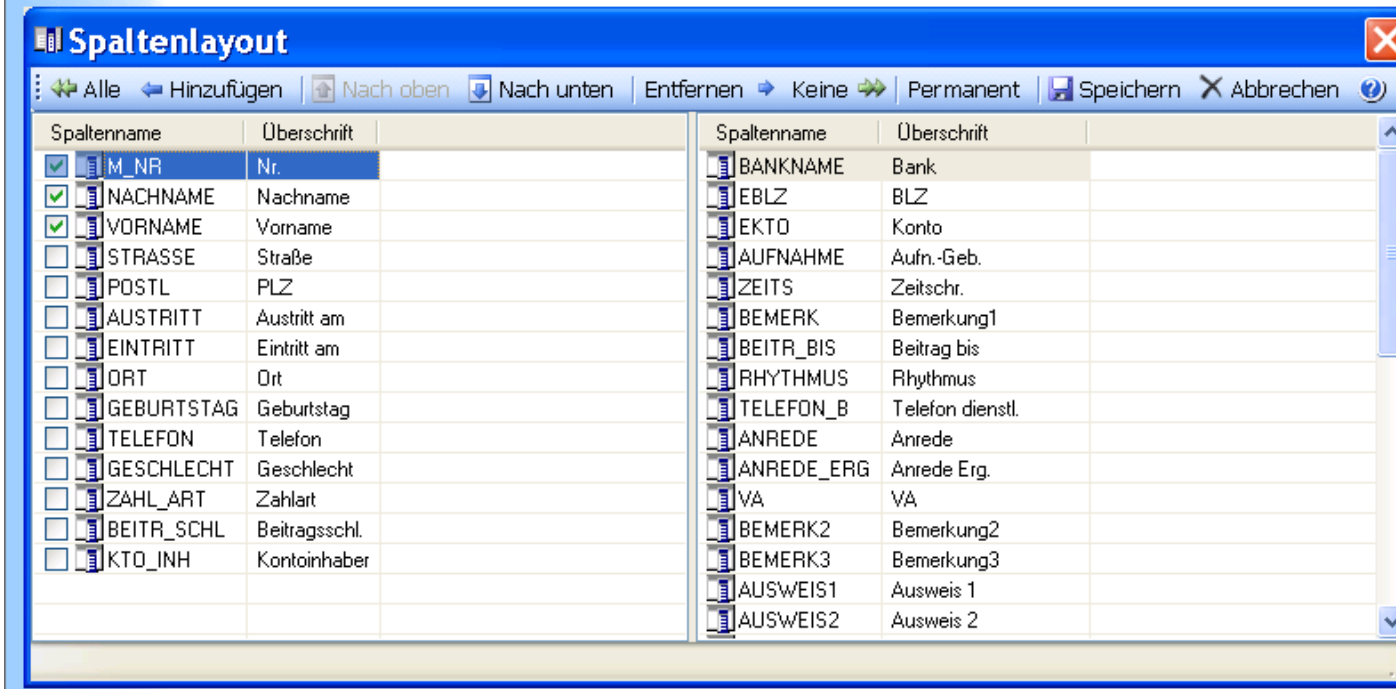 Spaltenlayout
Alle Hinzufügen Nach oben Nach unten Entfernen Keine Permanent Speichern Abbrechen ?
Spaltenname Überschrift
M_NR Nr.
NACHNAME Nachname
VORNAME Vorname
STRASSE Straße
POSTL PLZ
AUSTRITT Austritt am
EINTRITT Eintritt am
ORT Ort
GEBURTSTAG Geburtstag
TELEFON Telefon
GESCHLECHT Geschlecht
ZAHL_ART Zahlart
BEITR_SCHL Beitragsschl.
KTO_INH Kontoinhaber
Spaltenname Überschrift
BANKNAME Bank
EBLZ BLZ
EKTO Konto
AUFNAHME Aufn.-Geb.
ZEITS Zeitschr.
BEMERK Bemerkung1
BEITR_BIS Beitrag bis
RHYTHMUS Rhythmus
TELEFON_B Telefon dienstl.
ANREDE Anrede
ANREDE_ERG Anrede Erg.
VA VA
BEMERK2 Bemerkung2
BEMERK3 Bemerkung3
AUSWEIS1 Ausweis 1
AUSWEIS2 Ausweis 2